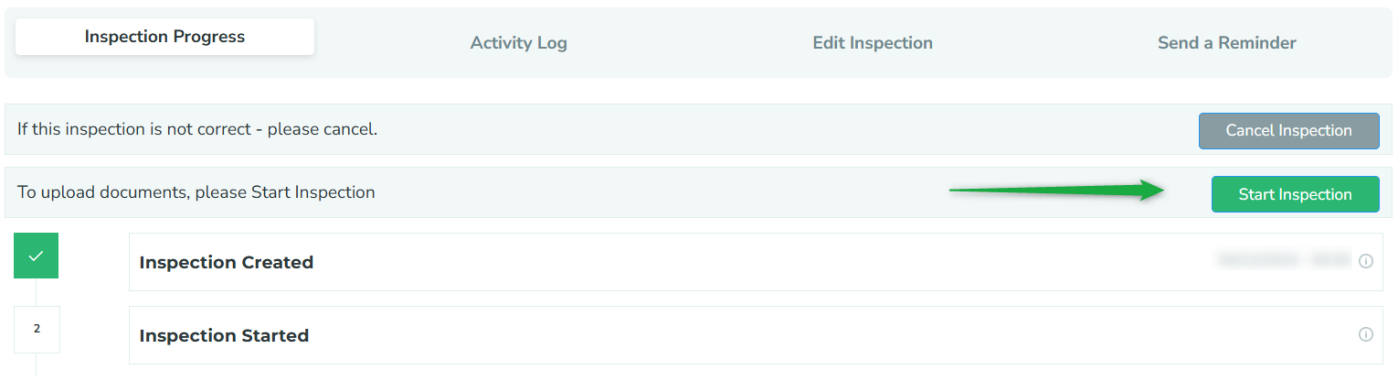 Inspection Progress
Activity Log
Edit Inspection
Send a Reminder
If this inspection is not correct - please cancel.
Cancel Inspection
To upload documents, please Start Inspection
Start Inspection
Inspection Created
2
Inspection Started